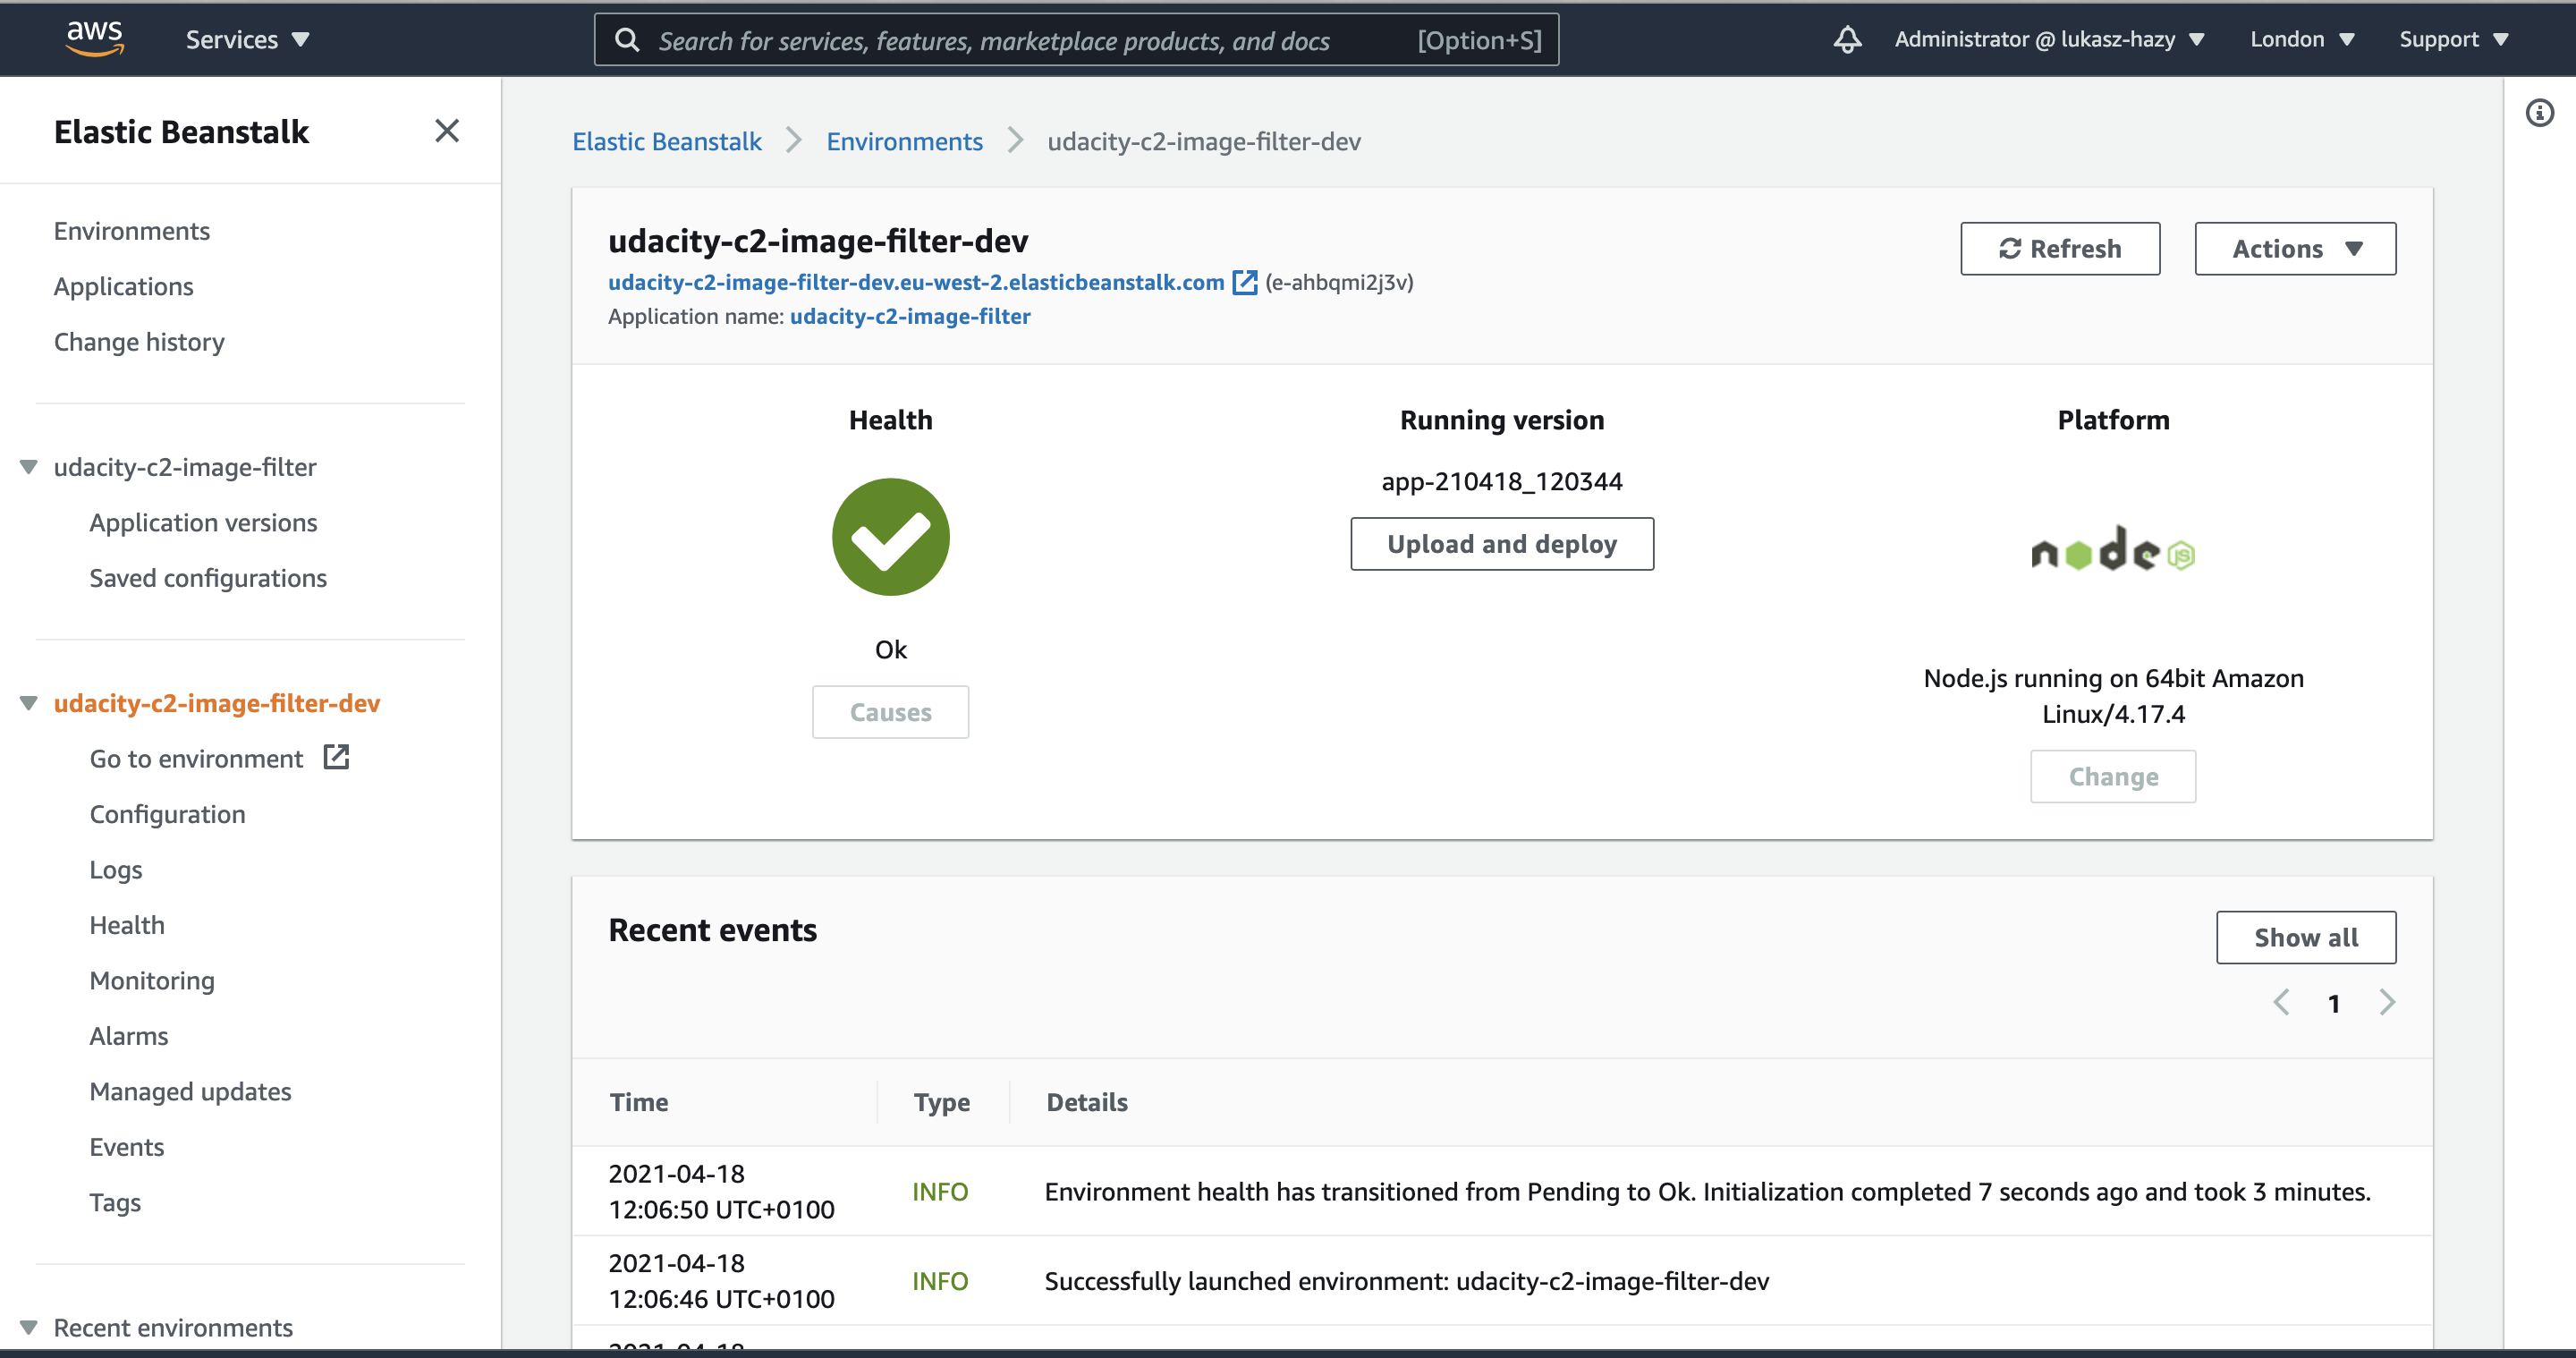 aws
Services
Search for services, features, marketplace products, and docs
[Option+S]
Administrator @ lukasz-hazy
London
Support
Elastic Beanstalk
Environments
Applications
Change history
udacity-c2-image-filter
Application versions
Saved configurations
udacity-c2-image-filter-dev
Go to environment
Configuration
Logs
Health
Monitoring
Alarms
Managed updates
Events
Tags
Recent environments
Elastic Beanstalk > Environments > udacity-c2-image-filter-dev
udacity-c2-image-filter-dev
udacity-c2-image-filter-dev.eu-west-2.elasticbeanstalk.com (e-ahbqmi2j3v)
Application name: udacity-c2-image-filter
Refresh
Actions
Health
Ok
Causes
Running version
app-210418_120344
Upload and deploy
Platform
node js
Node.js running on 64bit Amazon
Linux/4.17.4
Change
Recent events
Show all
1
Time Type Details
2021-04-18
12:06:50 UTC+0100
INFO
Environment health has transitioned from Pending to Ok. Initialization completed 7 seconds ago and took 3 minutes.
2021-04-18
12:06:46 UTC+0100
INFO
Successfully launched environment: udacity-c2-image-filter-dev